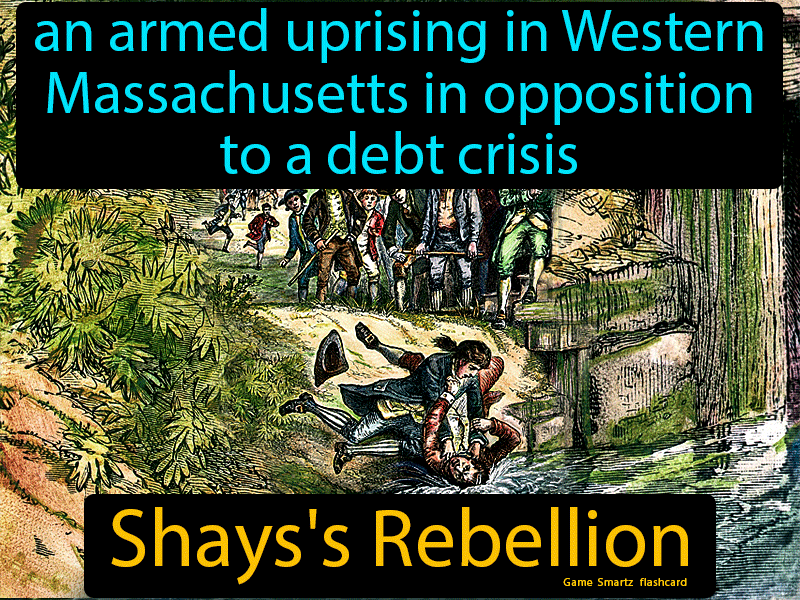 an armed uprising in Western
Massachusetts in opposition
to a debt crisis
Shays's Rebellion
Game Smartz flashcard